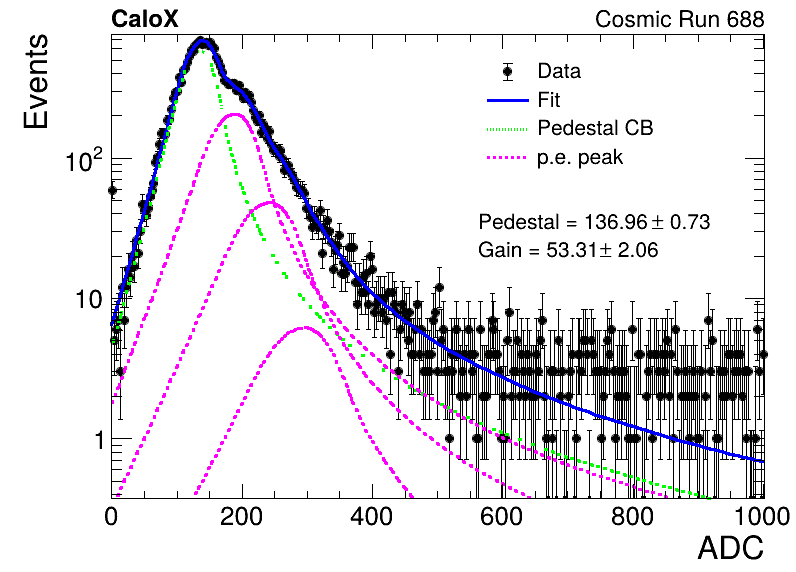 CaloX Cosmic Run 688
Events
Data
Fit
Pedestal CB
p.e. peak
Pedestal = 136.96 ± 0.73
Gain = 53.31 ± 2.06
10²
10
1
0 200 400 600 800 1000
ADC